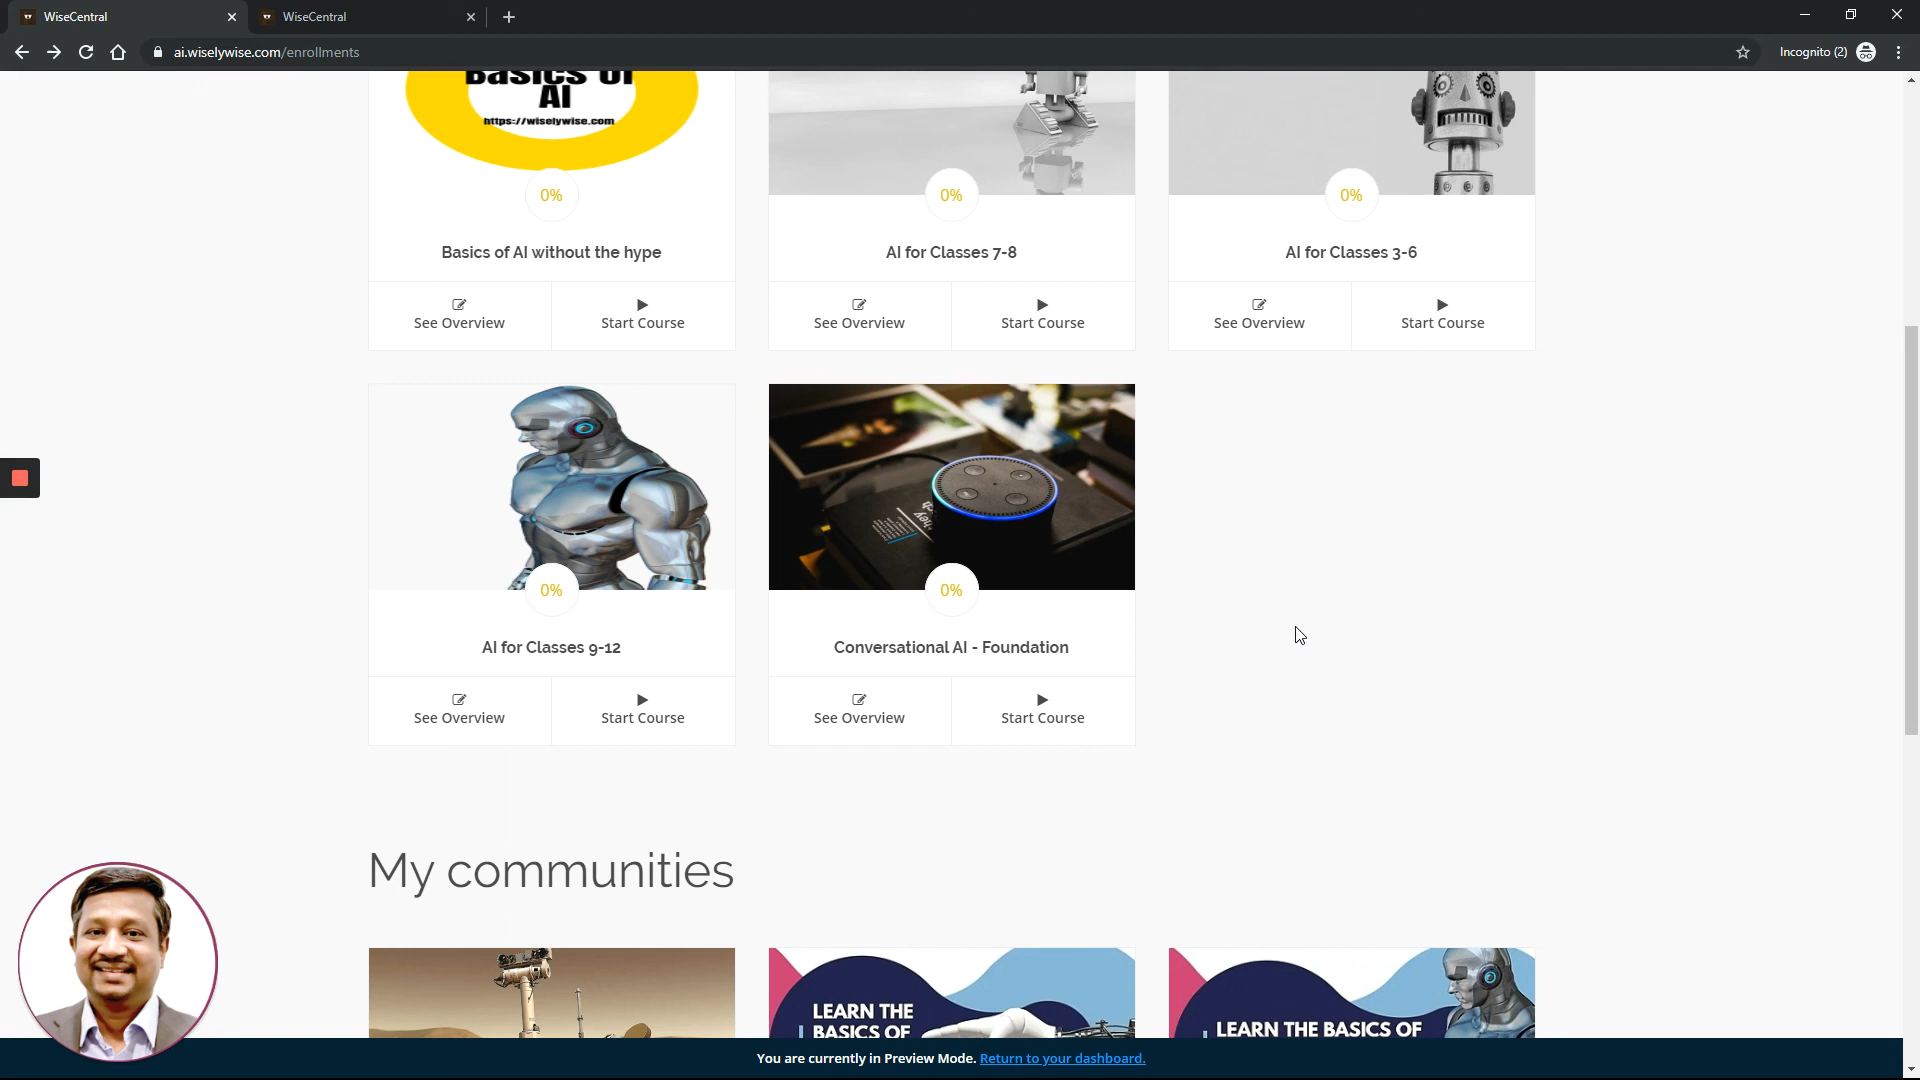 WiseCentral
WiseCentral
ai.wiselywise.com/enrollments
Incognito (2)
Basics of
AI
https://wiselywise.com
0%
0%
0%
Basics of AI without the hype
AI for Classes 7-8
AI for Classes 3-6
See Overview
Start Course
See Overview
Start Course
See Overview
Start Course
hey
0%
0%
AI for Classes 9-12
Conversational AI - Foundation
See Overview
Start Course
See Overview
Start Course
My communities
LEARN THE
BASICS OF
LEARN THE BASICS OF
You are currently in Preview Mode. Return to your dashboard.